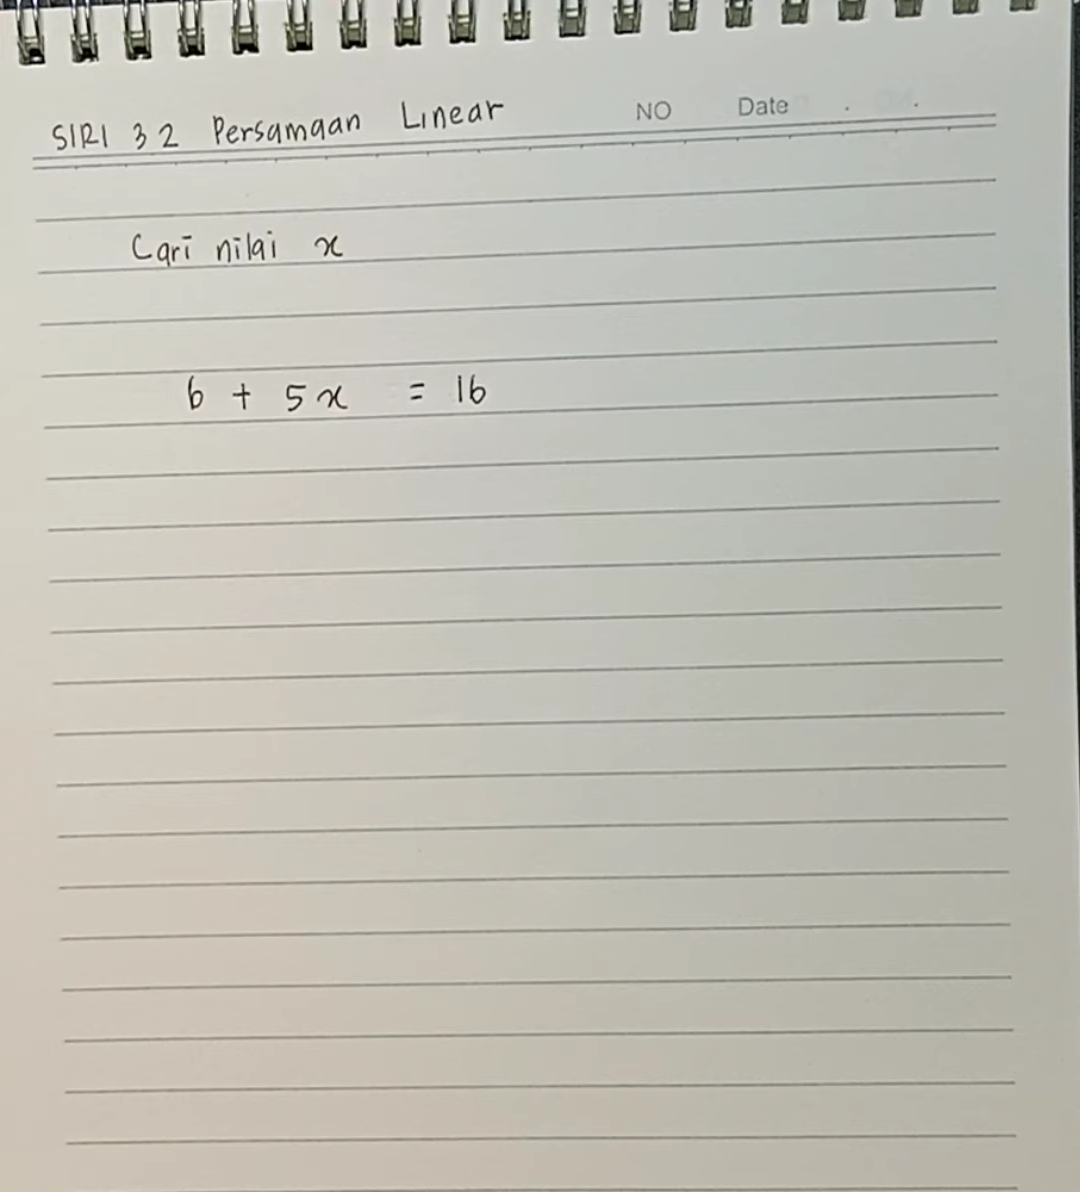 SIRI 32 Persamaan Linear NO Date
Cari nilai x
6 + 5x = 16